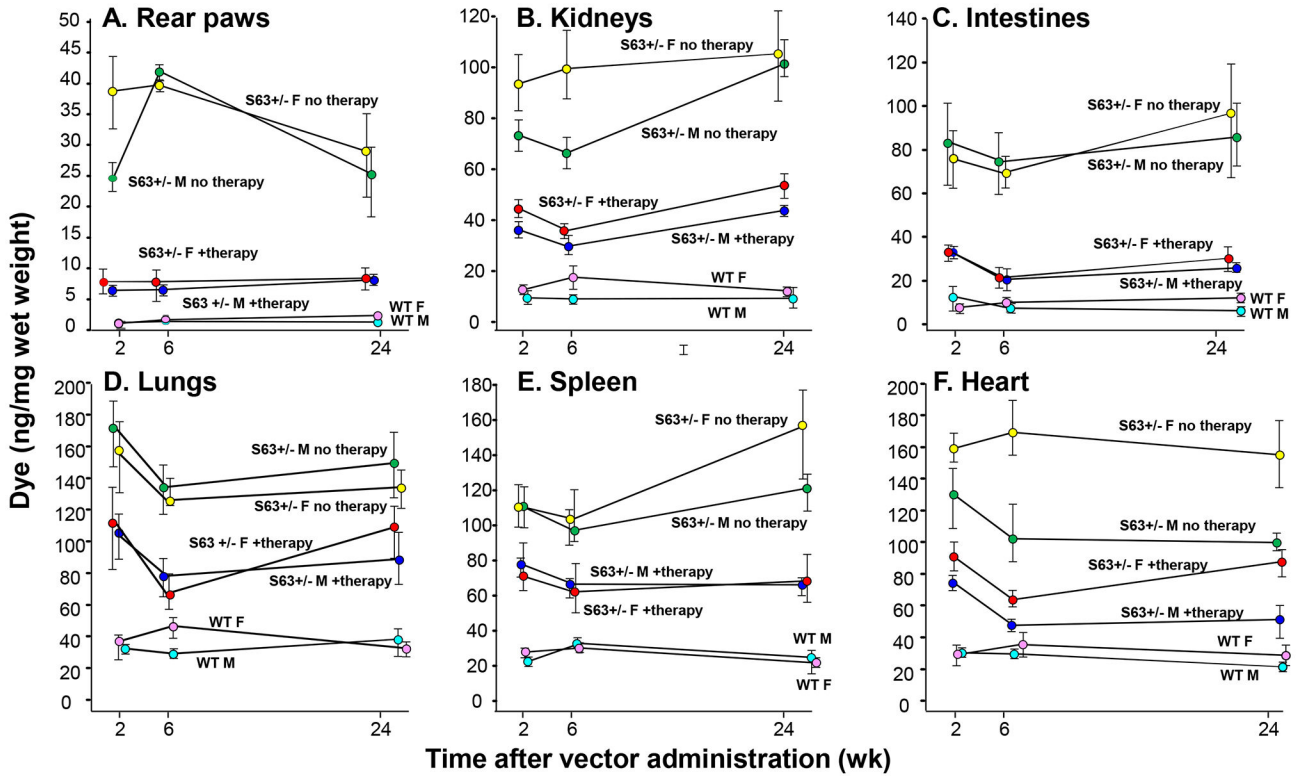 Dye (ng/mg wet weight)
A. Rear paws
50
45
40
35
30
25
20
15
10
5
0
S63+/- F no therapy
S63+/- M no therapy
S63+/- F +therapy
S63 +/- M +therapy
WT F
WT M
2 6 24
B. Kidneys
120
100
80
60
40
20
0
S63+/- F no therapy
S63+/- M no therapy
S63+/- F +therapy
S63+/- M +therapy
WT F
WT M
2 6 24
C. Intestines
140
120
100
80
60
40
20
0
S63+/- F no therapy
S63+/- M no therapy
S63+/- F +therapy
S63+/- M +therapy
WT F
WT M
2 6 24
D. Lungs
200
180
160
140
120
100
80
60
40
20
0
S63+/- M no therapy
S63+/- F no therapy
S63 +/- F +therapy
S63+/- M +therapy
WT F
WT M
2 6 24
E. Spleen
180
160
140
120
100
80
60
40
20
0
S63+/- F no therapy
S63+/- M no therapy
S63+/- M +therapy
S63+/- F +therapy
WT M
WT F
2 6 24
F. Heart
200
180
160
140
120
100
80
60
40
20
0
S63+/- F no therapy
S63+/- M no therapy
S63+/- F +therapy
S63+/- M +therapy
WT F
WT M
2 6 24
Time after vector administration (wk)